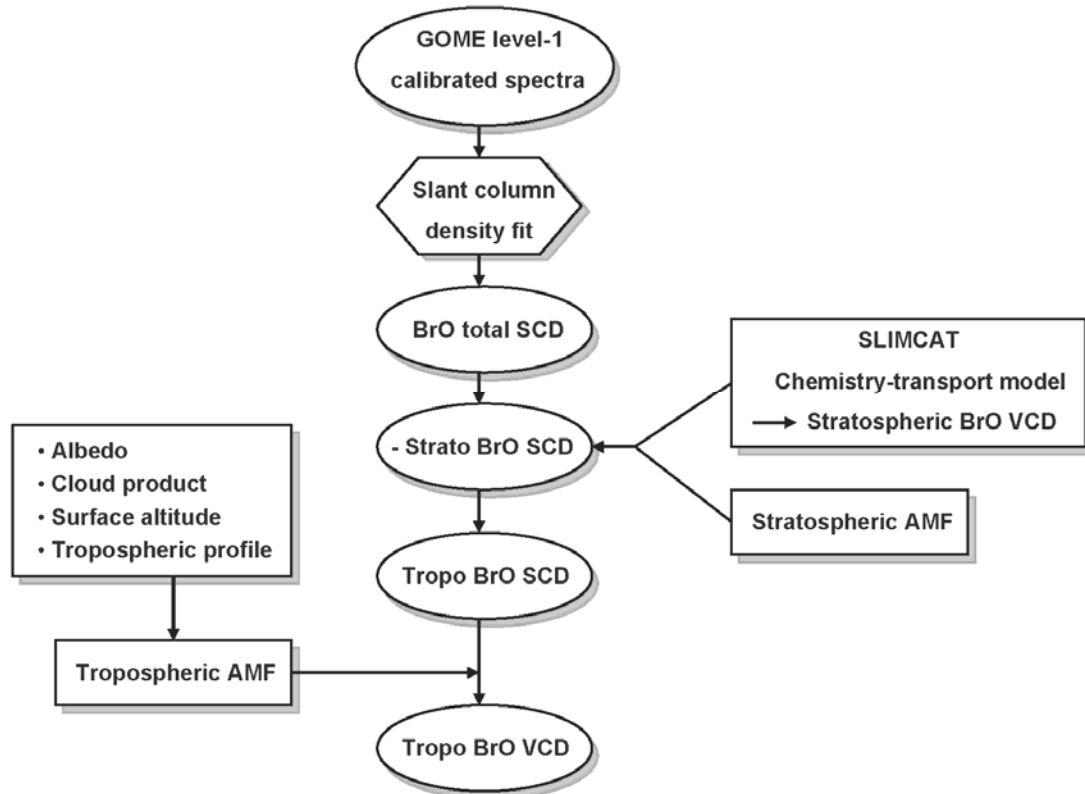 GOME level-1
calibrated spectra
Slant column
density fit
BrO total SCD
SLIMCAT
Chemistry-transport model
Stratospheric BrO VCD
- Strato BrO SCD
Stratospheric AMF
• Albedo
• Cloud product
• Surface altitude
• Tropospheric profile
Tropo BrO SCD
Tropospheric AMF
Tropo BrO VCD